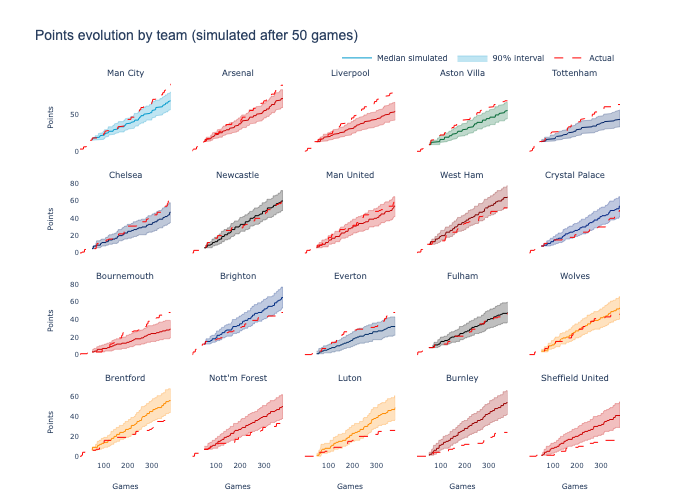 Points evolution by team (simulated after 50 games)
Median simulated 90% interval Actual
Man City Arsenal Liverpool Aston Villa Tottenham
Points
50
0
Chelsea Newcastle Man United West Ham Crystal Palace
Points
80
60
40
20
0
Bournemouth Brighton Everton Fulham Wolves
Points
80
60
40
20
0
Brentford Nott'm Forest Luton Burnley Sheffield United
Points
60
40
20
0
100 200 300 100 200 300 100 200 300 100 200 300 100 200 300
Games Games Games Games Games